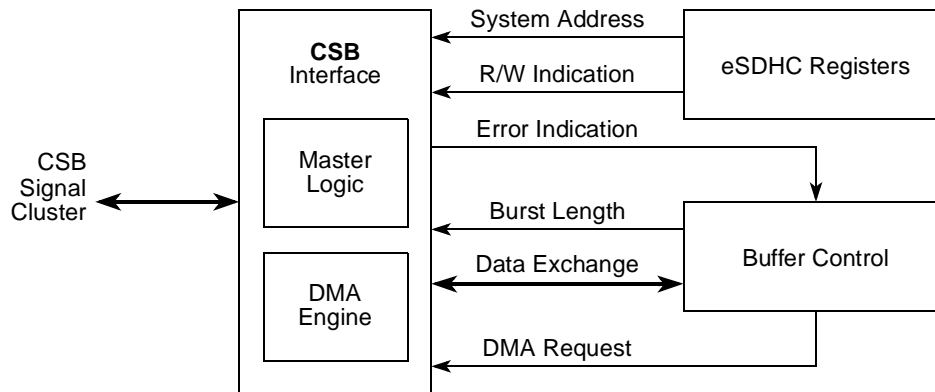 System Address
CSB
Interface
eSDHC Registers
R/W Indication
Error Indication
Master
Logic
CSB
Signal
Cluster
Burst Length
Buffer Control
Data Exchange
DMA
Engine
DMA Request